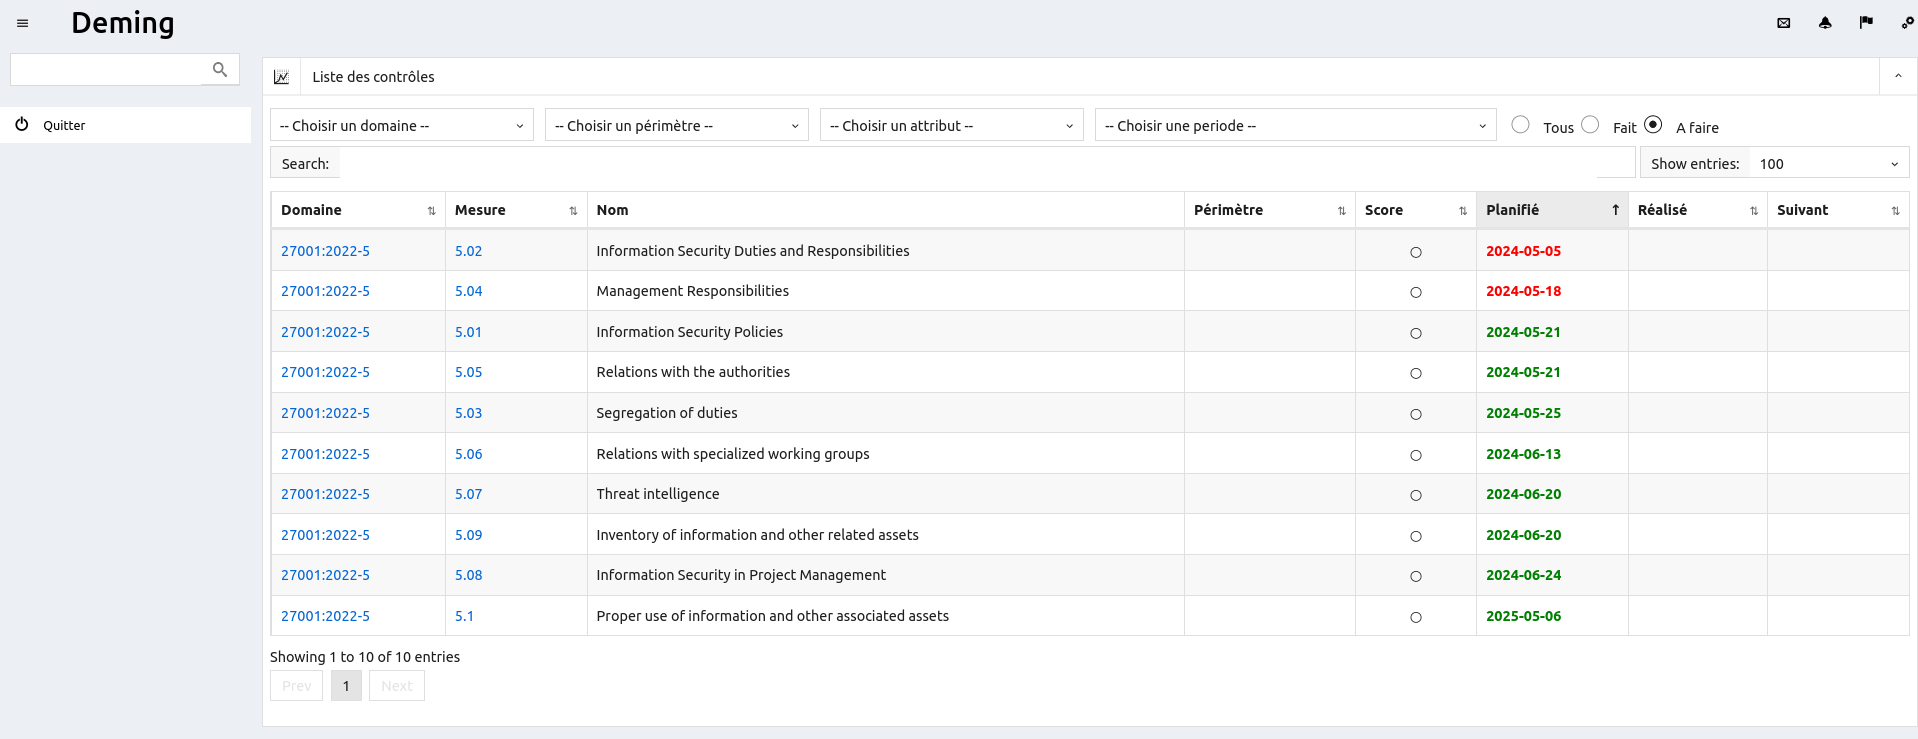 Deming
Quitter
Liste des contrôles
-- Choisir un domaine -- -- Choisir un périmètre -- -- Choisir un attribut -- -- Choisir une periode -- Tous Fait A faire
Search: Show entries: 100
Domaine Mesure Nom Périmètre Score Planifié Réalisé Suivant
27001:2022-5 5.02 Information Security Duties and Responsibilities 2024-05-05
27001:2022-5 5.04 Management Responsibilities 2024-05-18
27001:2022-5 5.01 Information Security Policies 2024-05-21
27001:2022-5 5.05 Relations with the authorities 2024-05-21
27001:2022-5 5.03 Segregation of duties 2024-05-25
27001:2022-5 5.06 Relations with specialized working groups 2024-06-13
27001:2022-5 5.07 Threat intelligence 2024-06-20
27001:2022-5 5.09 Inventory of information and other related assets 2024-06-20
27001:2022-5 5.08 Information Security in Project Management 2024-06-24
27001:2022-5 5.1 Proper use of information and other associated assets 2025-05-06
Showing 1 to 10 of 10 entries
Prev 1 Next